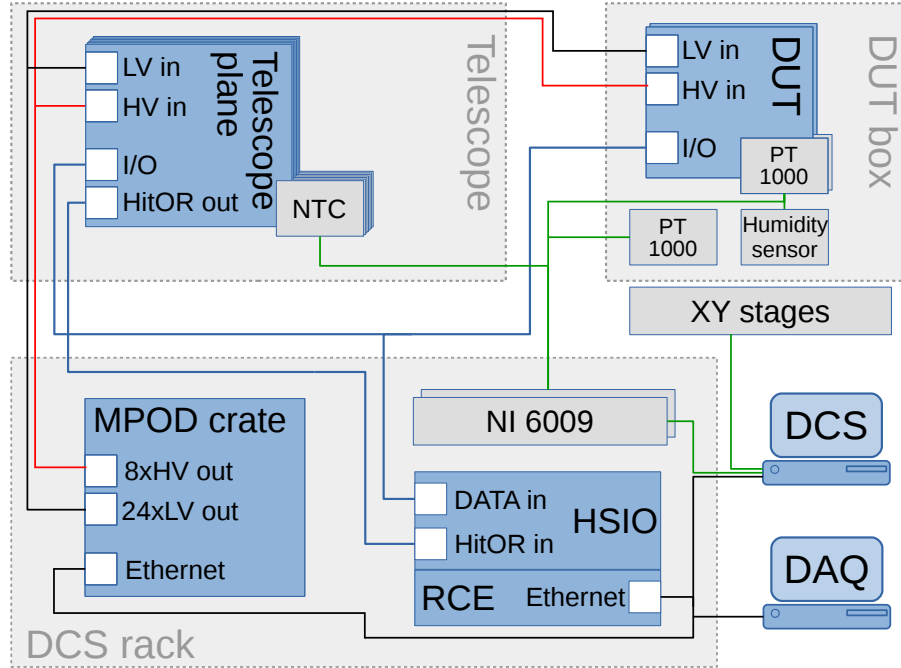 LV in
HV in
I/O
HitOR out
Telescope
plane
NTC
Telescope
LV in
HV in
I/O
DUT
PT
1000
PT
1000
Humidity
sensor
DUT box
XY stages
MPOD crate
8xHV out
24xLV out
Ethernet
NI 6009
DATA in
HitOR in
HSIO
RCE
Ethernet
DCS
DAQ
DCS rack